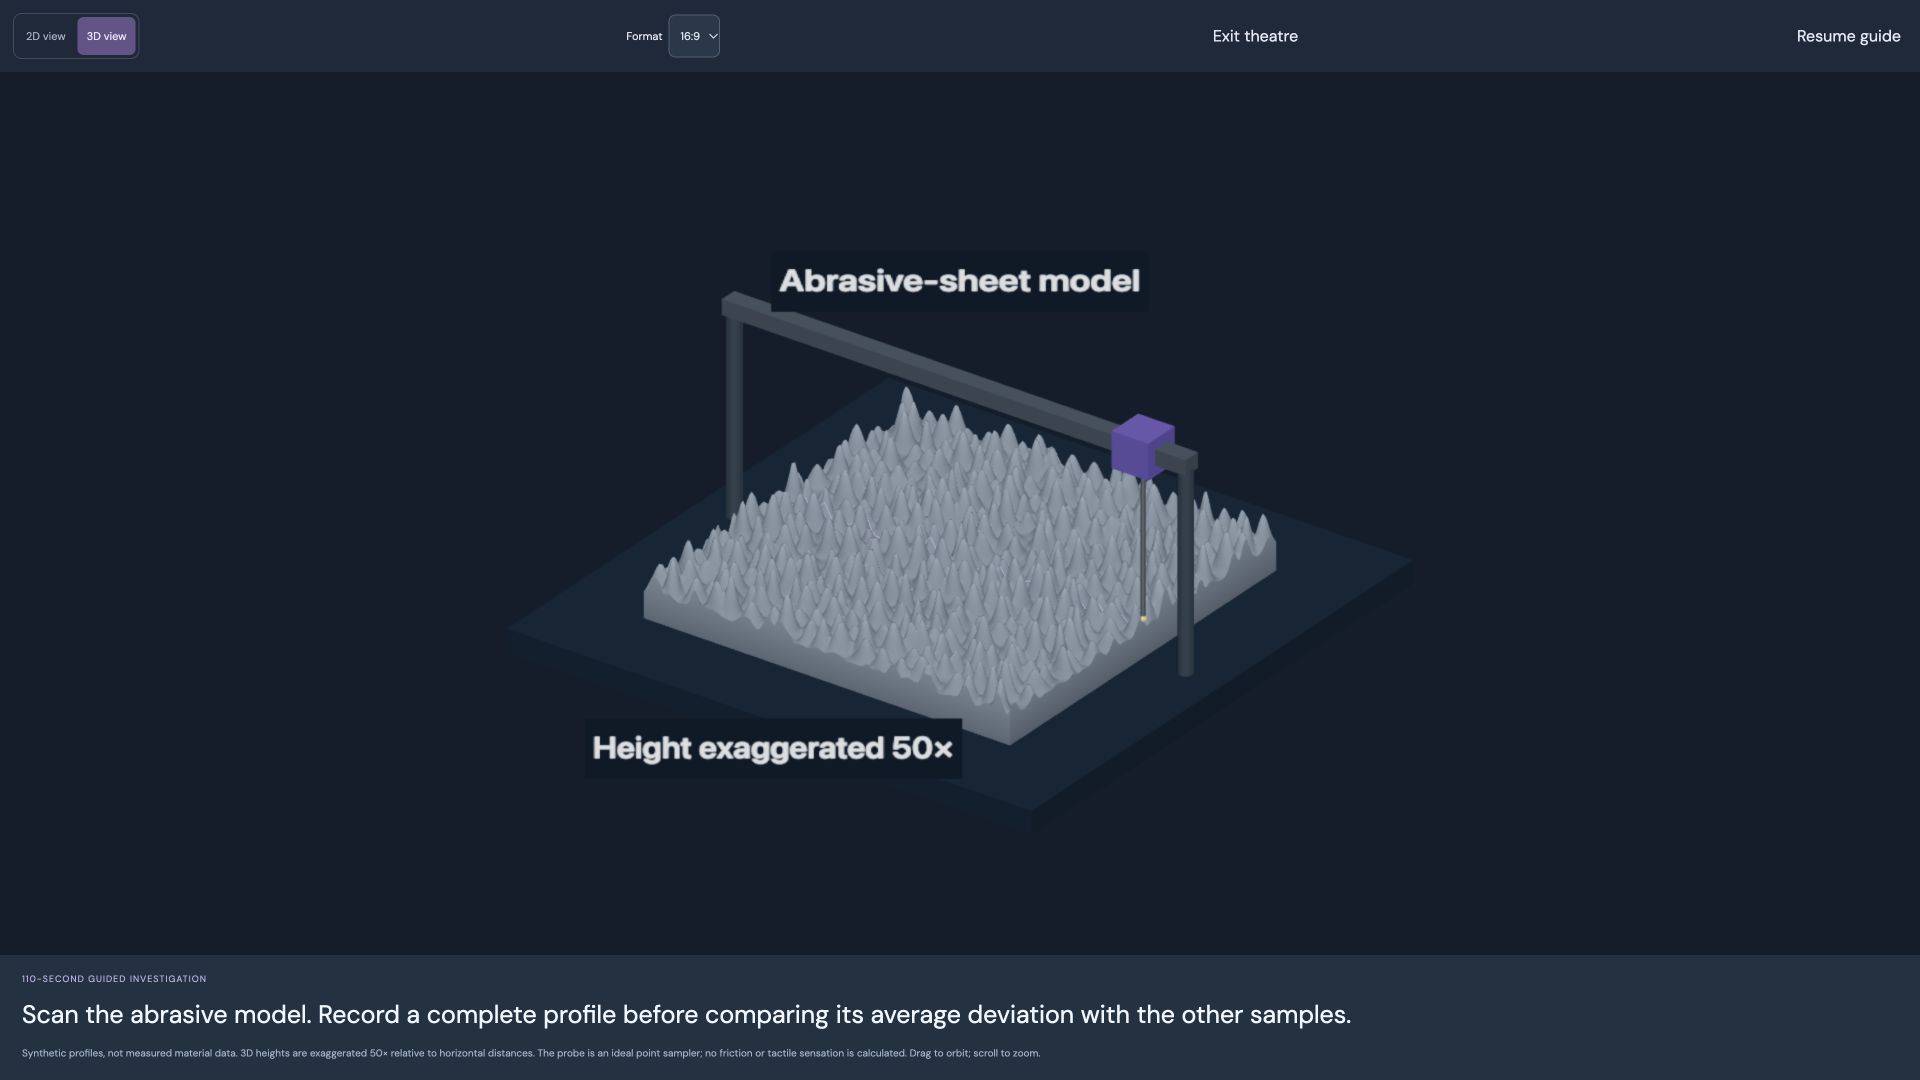 2D view
3D view
Format
16:9
Exit theatre
Resume guide
Abrasive-sheet model
Height exaggerated 50×
110-SECOND GUIDED INVESTIGATION
Scan the abrasive model. Record a complete profile before comparing its average deviation with the other samples.
Synthetic profiles, not measured material data. 3D heights are exaggerated 50× relative to horizontal distances. The probe is an ideal point sampler; no friction or tactile sensation is calculated. Drag to orbit; scroll to zoom.